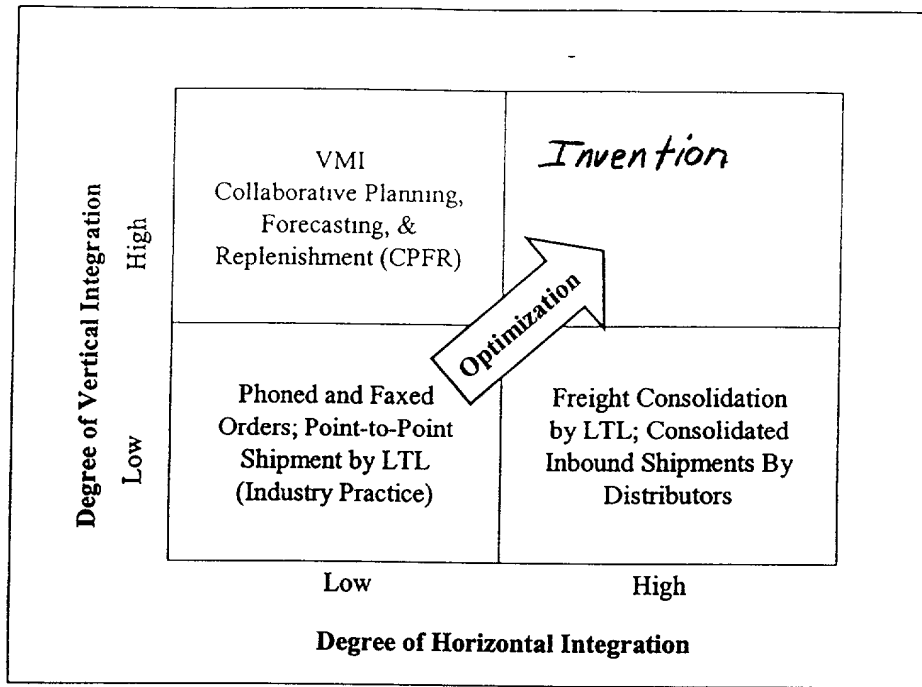 VMI
Collaborative Planning,
Forecasting, &
Replenishment (CPFR)
Invention
Optimization
Phoned and Faxed
Orders; Point-to-Point
Shipment by LTL
(Industry Practice)
Freight Consolidation
by LTL; Consolidated
Inbound Shipments By
Distributors
Degree of Vertical Integration
High
Low
Low
High
Degree of Horizontal Integration